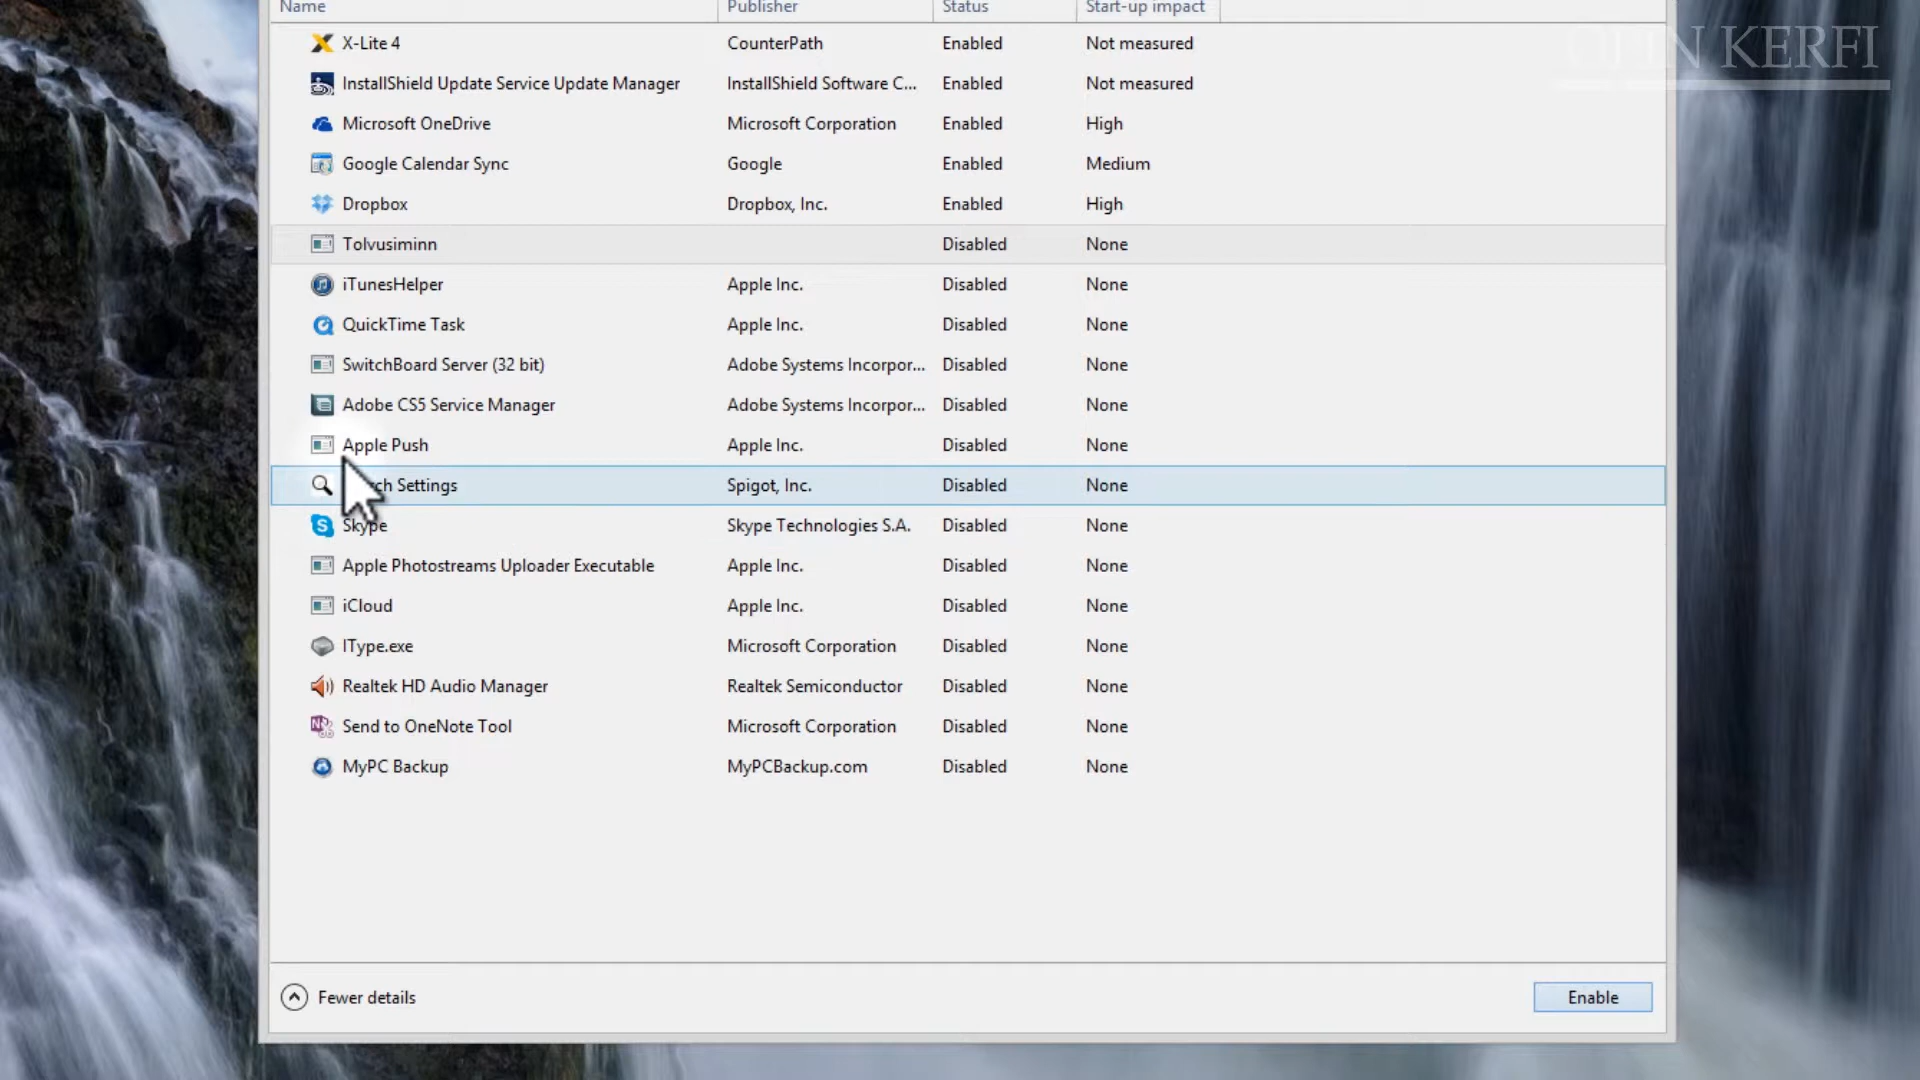 Name Publisher Status Start-up impact
X-Lite 4 CounterPath Enabled Not measured
InstallShield Update Service Update Manager InstallShield Software C... Enabled Not measured
Microsoft OneDrive Microsoft Corporation Enabled High
Google Calendar Sync Google Enabled Medium
Dropbox Dropbox, Inc. Enabled High
Tolvusiminn Disabled None
iTunesHelper Apple Inc. Disabled None
QuickTime Task Apple Inc. Disabled None
SwitchBoard Server (32 bit) Adobe Systems Incorpor... Disabled None
Adobe CS5 Service Manager Adobe Systems Incorpor... Disabled None
Apple Push Apple Inc. Disabled None
Settings Spigot, Inc. Disabled None
Skype Skype Technologies S.A. Disabled None
Apple Photostreams Uploader Executable Apple Inc. Disabled None
iCloud Apple Inc. Disabled None
IType.exe Microsoft Corporation Disabled None
Realtek HD Audio Manager Realtek Semiconductor Disabled None
Send to OneNote Tool Microsoft Corporation Disabled None
MyPC Backup MyPCBackup.com Disabled None
Fewer details Enable
KERFI